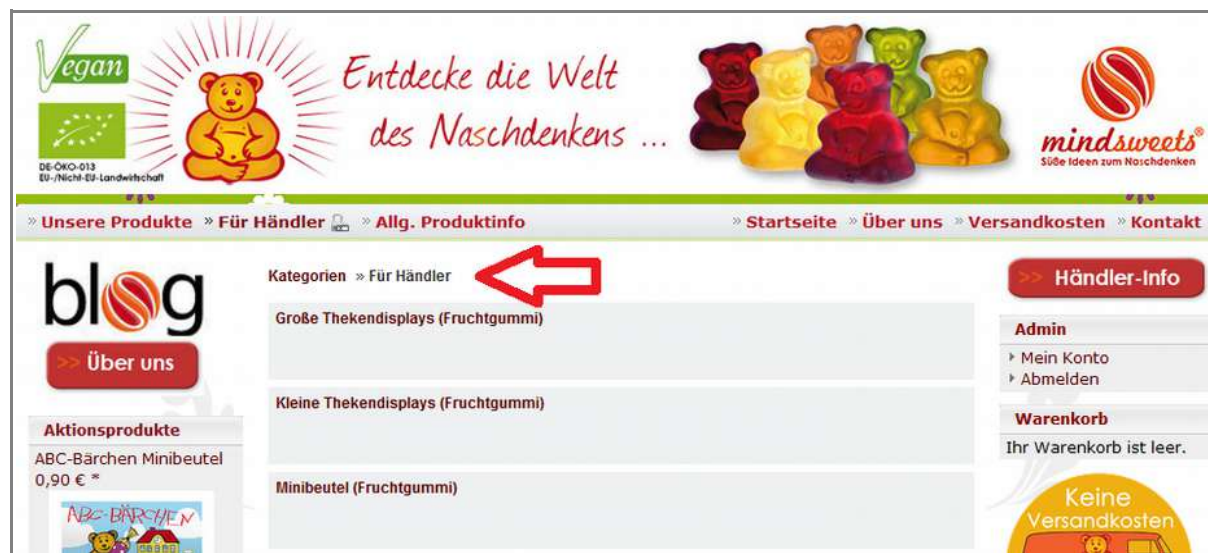 Vegan
DE-ÖKO-013
EU-/Nicht-EU-Landwirtschaft
Entdecke die Welt
des Naschdenkens ...
mindsweets®
Süße Ideen zum Naschdenken
» Unsere Produkte » Für Händler » Allg. Produktinfo » Startseite » Über uns » Versandkosten » Kontakt
blog
>> Über uns
Aktionsprodukte
ABC-Bärchen Minibeutel
0,90 € *
ABC-BÄRCHEN
Kategorien » Für Händler
Große Thekendisplays (Fruchtgummi)
Kleine Thekendisplays (Fruchtgummi)
Minibeutel (Fruchtgummi)
>> Händler-Info
Admin
Mein Konto
Abmelden
Warenkorb
Ihr Warenkorb ist leer.
Keine
Versandkosten